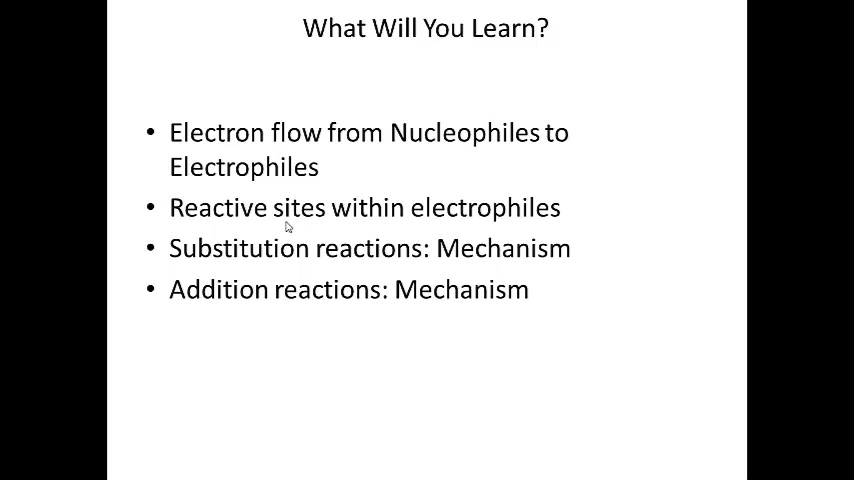 What Will You Learn?
• Electron flow from Nucleophiles to
Electrophiles
• Reactive sites within electrophiles
• Substitution reactions: Mechanism
• Addition reactions: Mechanism